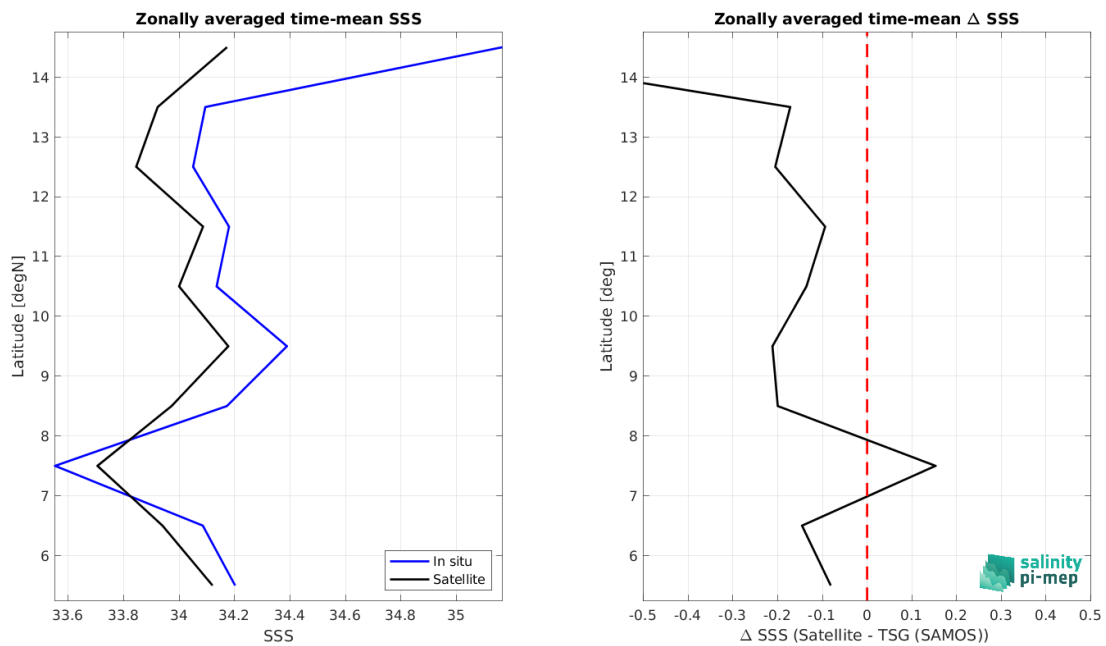 Zonally averaged time-mean SSS
14
13
12
11
10
9
8
7
6
Latitude [degN]
33.6 33.8 34 34.2 34.4 34.6 34.8 35
SSS
In situ
Satellite
Zonally averaged time-mean Δ SSS
14
13
12
11
10
9
8
7
6
Latitude [deg]
-0.5 -0.4 -0.3 -0.2 -0.1 0 0.1 0.2 0.3 0.4 0.5
Δ SSS (Satellite - TSG (SAMOS))
salinity
pi-mep